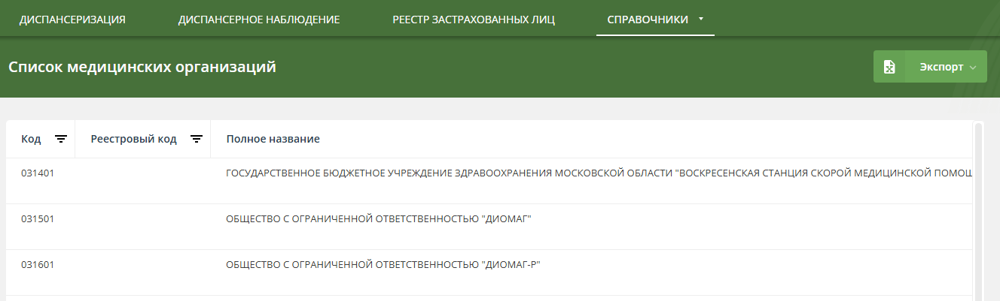 ДИСПАНСЕРИЗАЦИЯ ДИСПАНСЕРНОЕ НАБЛЮДЕНИЕ РЕЕСТР ЗАСТРАХОВАННЫХ ЛИЦ СПРАВОЧНИКИ
Список медицинских организаций Экспорт
Код Реестровый код Полное название
031401 ГОСУДАРСТВЕННОЕ БЮДЖЕТНОЕ УЧРЕЖДЕНИЕ ЗДРАВООХРАНЕНИЯ МОСКОВСКОЙ ОБЛАСТИ "ВОСКРЕСЕНСКАЯ СТАНЦИЯ СКОРОЙ МЕДИЦИНСКОЙ ПОМОЩ
031501 ОБЩЕСТВО С ОГРАНИЧЕННОЙ ОТВЕТСТВЕННОСТЬЮ "ДИОМАГ"
031601 ОБЩЕСТВО С ОГРАНИЧЕННОЙ ОТВЕТСТВЕННОСТЬЮ "ДИОМАГ-Р"